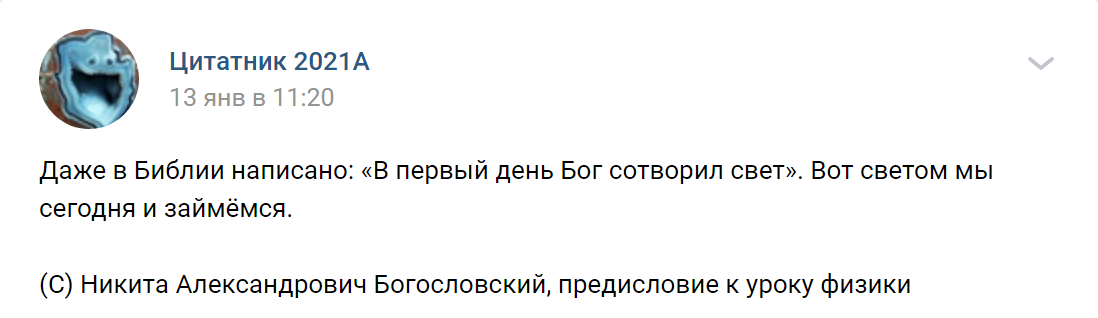 Цитатник 2021А
13 янв в 11:20
Даже в Библии написано: «В первый день Бог сотворил свет». Вот светом мы
сегодня и займёмся.
(C) Никита Александрович Богословский, предисловие к уроку физики